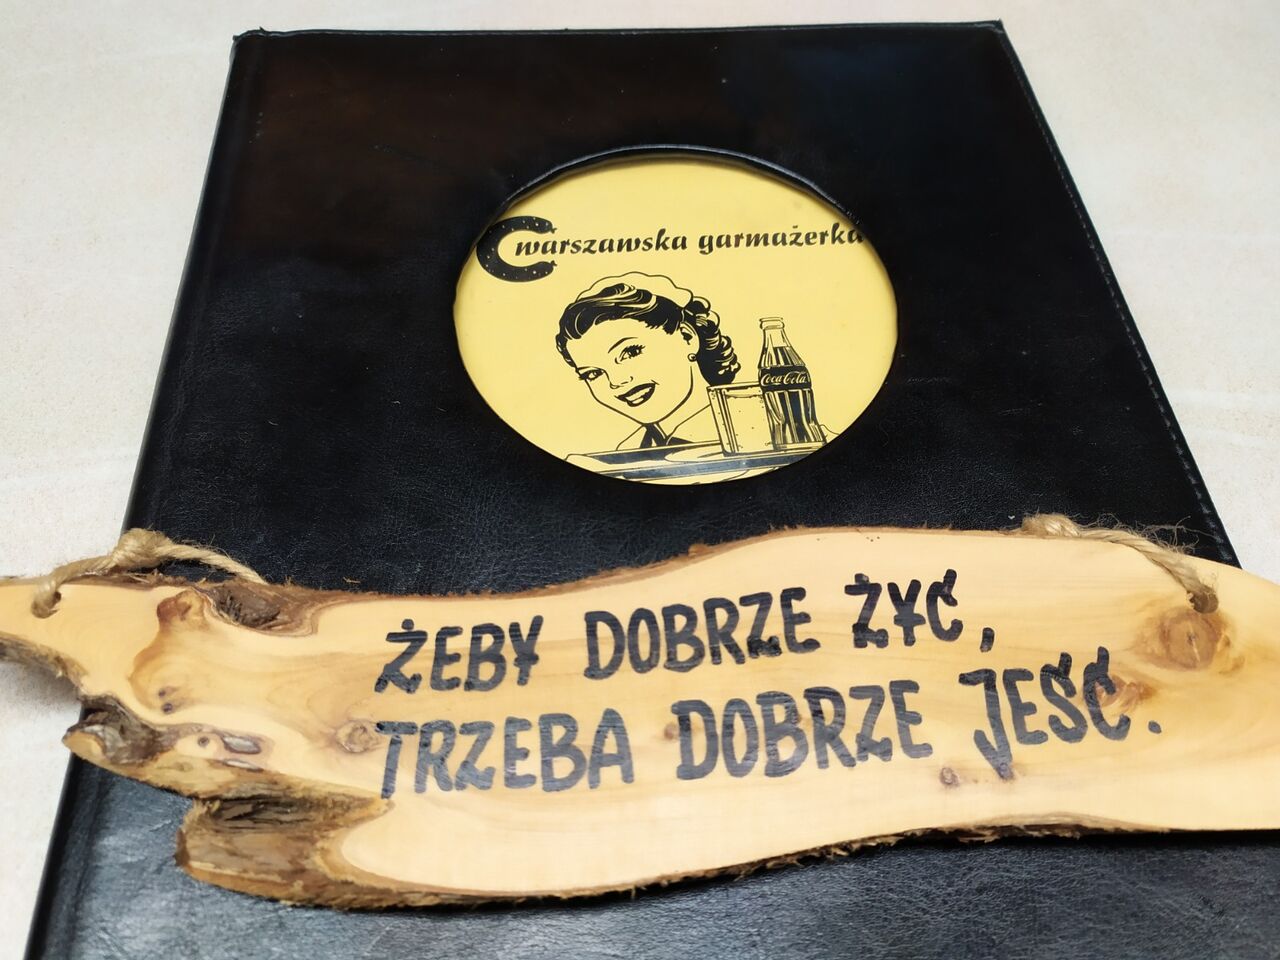 warszawska garmażerka
Coca-Cola
ŻEBY DOBRZE ŻYĆ,
TRZEBA DOBRZE JEŚĆ.